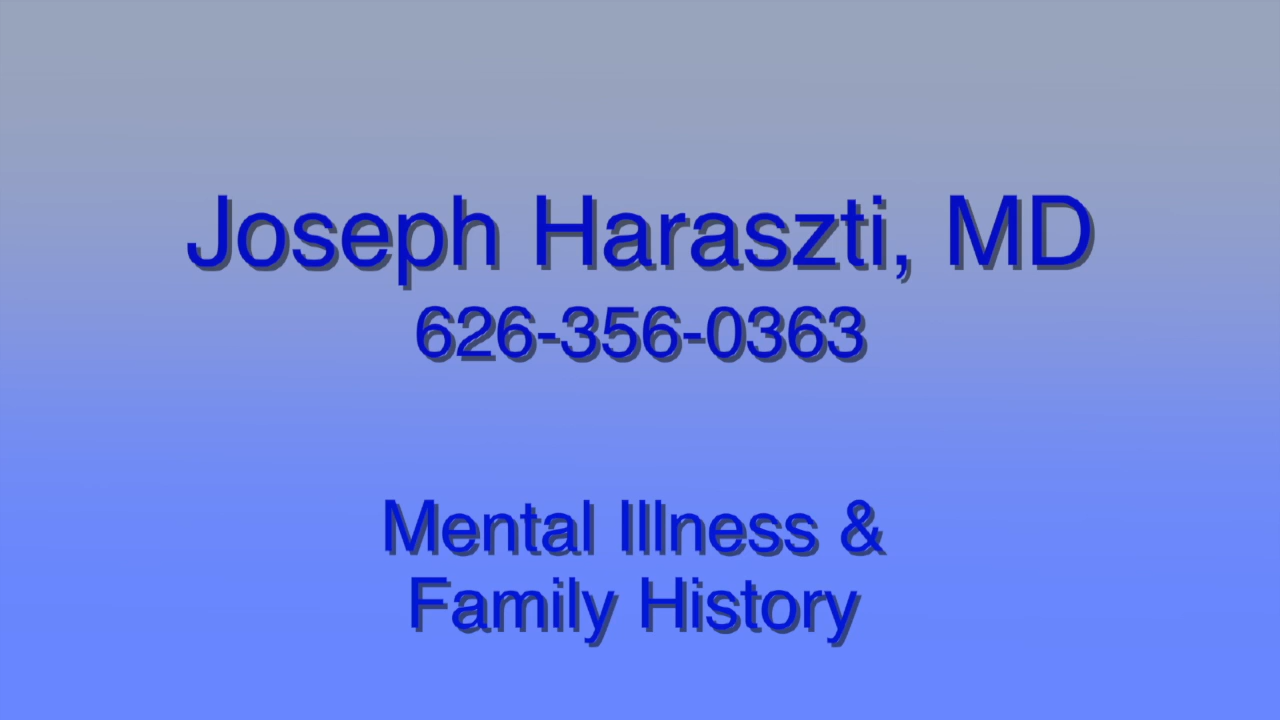 Joseph Haraszti, MD
626-356-0363
Mental Illness &
Family History